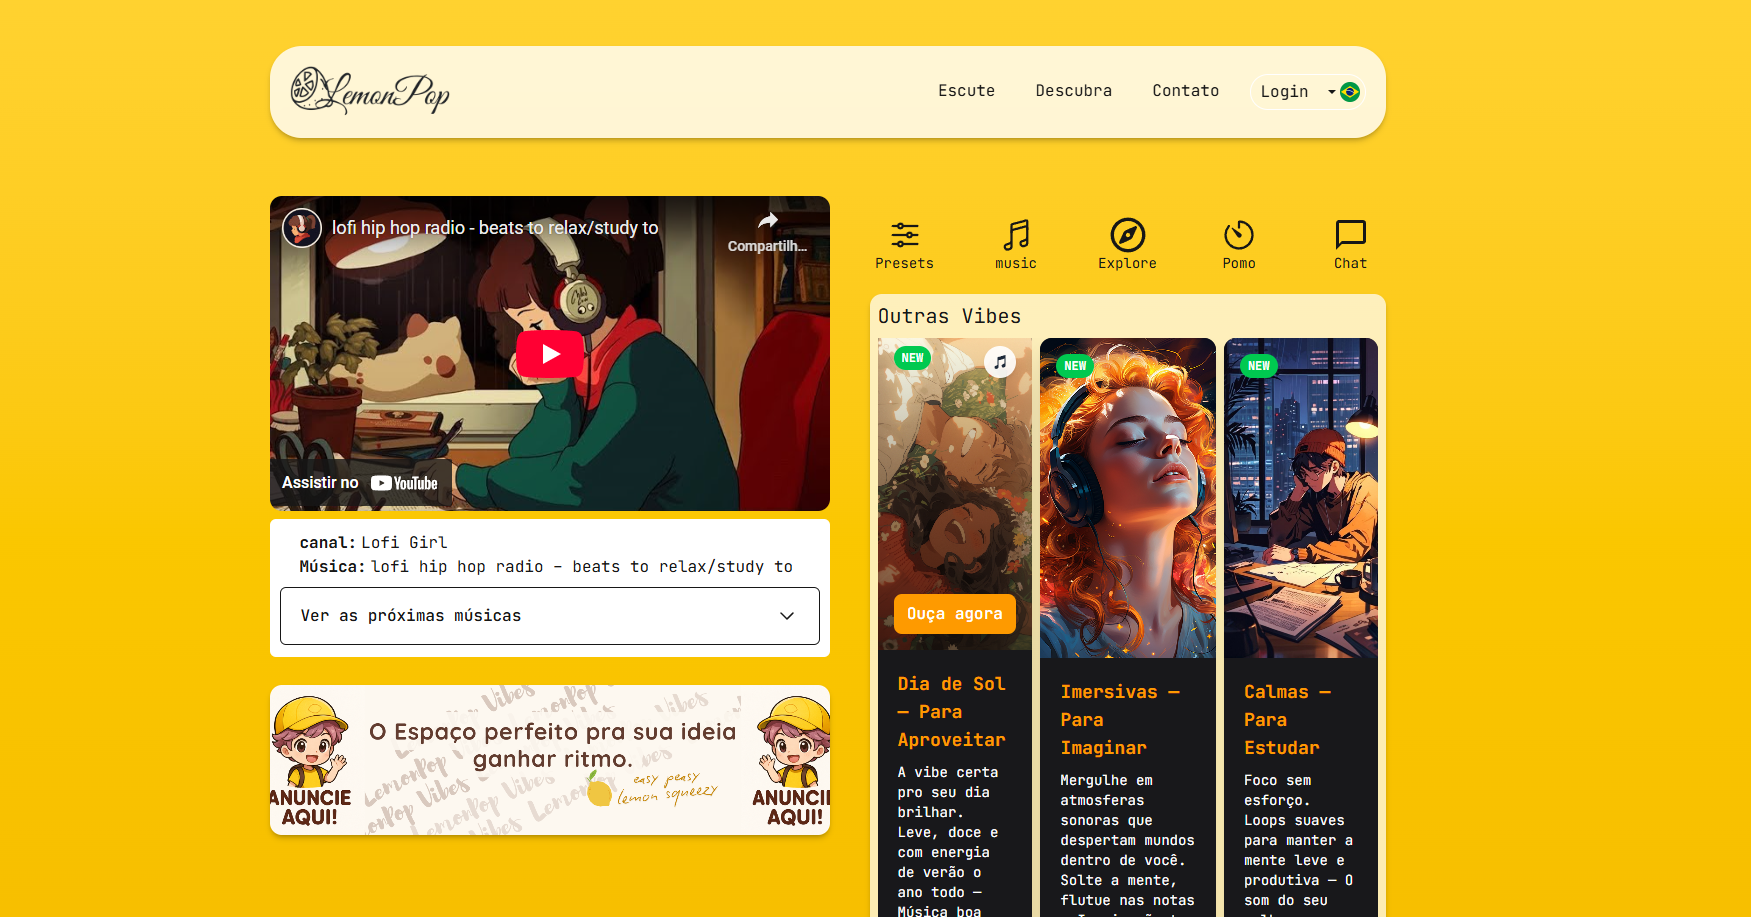 LemonPop
Escute
Descubra
Contato
Login
lofi hip hop radio - beats to relax/study to
Compartilh...
Assistir no YouTube
canal: Lofi Girl
Música: lofi hip hop radio - beats to relax/study to
Ver as próximas músicas
O Espaço perfeito pra sua ideia
ganhar ritmo.
easy peasy
lemon squeezy
ANUNCIE
AQUI!
ANUNCI
AQUI!
Presets
music
Explore
Pomo
Chat
Outras Vibes
NEW
Ouça agora
Dia de Sol
— Para
Aproveitar
A vibe certa
pro seu dia
brilhar.
Leve, doce e
com energia
de verão o
ano todo —
Música boa
NEW
Imersivas —
Para
Imaginar
Mergulhe em
atmosferas
sonoras que
despertam mundos
dentro de você.
Solte a mente,
flutue nas notas
NEW
Calmas —
Para
Estudar
Foco sem
esforço.
Loops suaves
para manter a
mente leve e
produtiva — O
som do seu